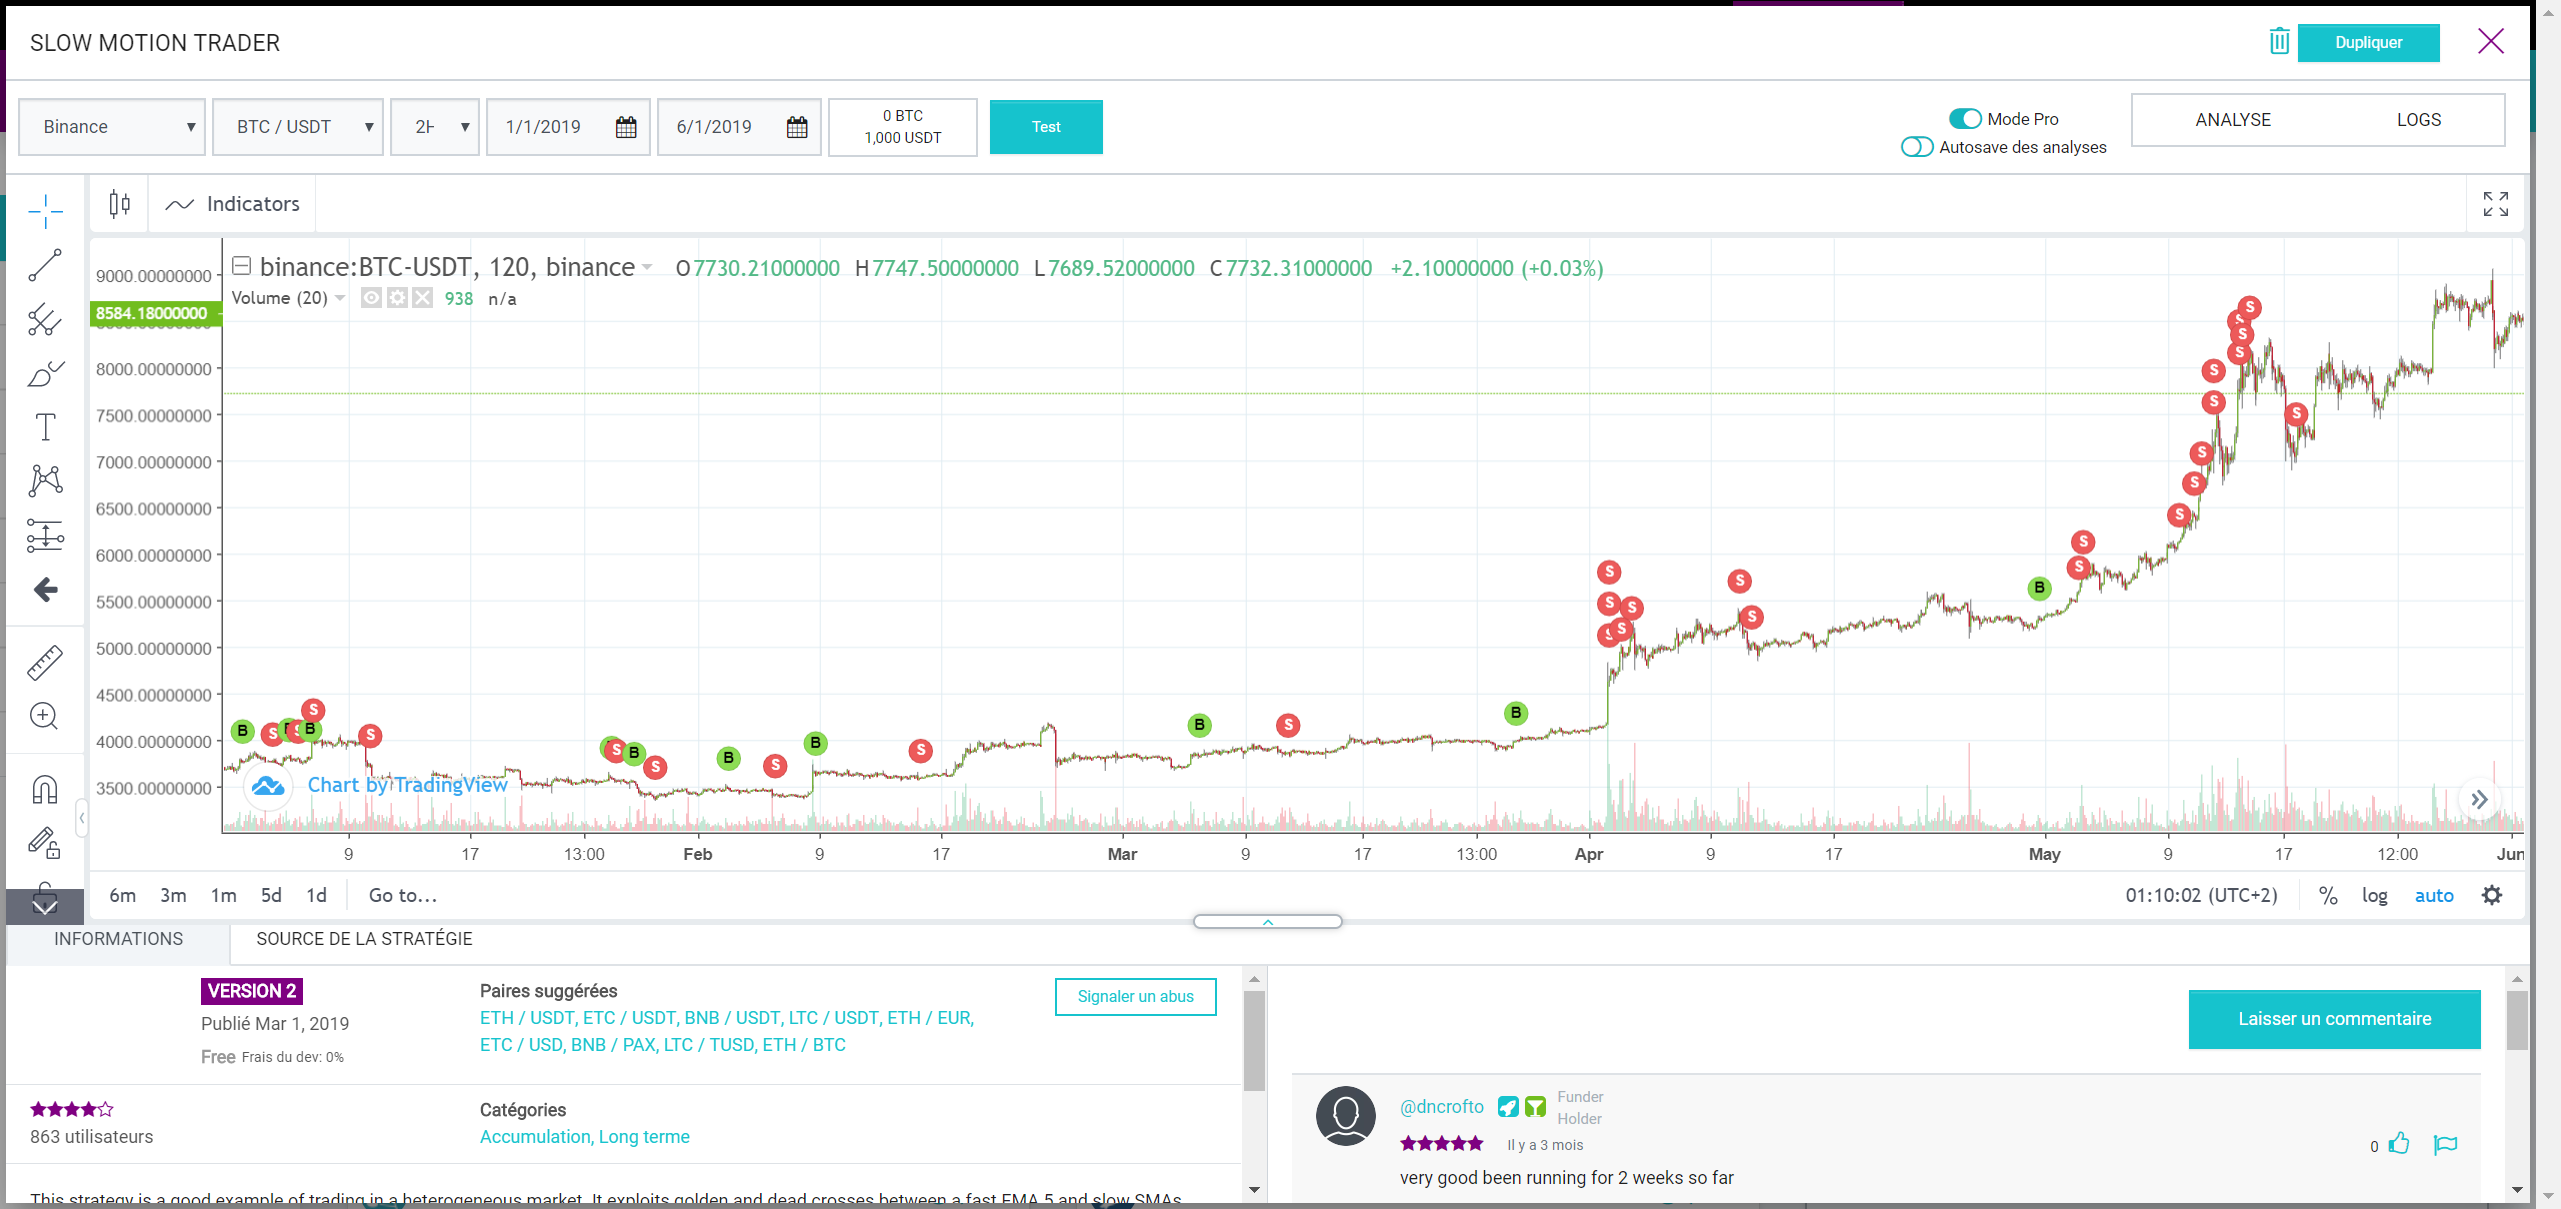 SLOW MOTION TRADER
Dupliquer
Binance
BTC / USDT
1/1/2019
6/1/2019
0 BTC
1,000 USDT
Test
Mode Pro
Autosave des analyses
ANALYSE
LOGS
Indicators
binance:BTC-USDT, 120, binance O7730.21000000 H7747.50000000 L7689.52000000 C7732.31000000 +2.10000000 (+0.03%)
Volume (20) 938 n/a
9000.00000000
8584.18000000
8000.00000000
7500.00000000
7000.00000000
6500.00000000
6000.00000000
5500.00000000
5000.00000000
4500.00000000
4000.00000000
3500.00000000
Chart by TradingView
9 17 13:00 Feb 9 17 Mar 9 17 13:00 Apr 9 17 May 9 17 12:00 Jun
6m 3m 1m 5d 1d Go to...
01:10:02 (UTC+2) % log auto
INFORMATIONS
SOURCE DE LA STRATÉGIE
VERSION 2
Publié Mar 1, 2019
Free Frais du dev: 0%
Paires suggérées
ETH / USDT, ETC / USDT, BNB / USDT, LTC / USDT, ETH / EUR,
ETC / USD, BNB / PAX, LTC / TUSD, ETH / BTC
Signaler un abus
863 utilisateurs
Catégories
Accumulation, Long terme
This strategy is a good example of trading in a heterogeneous market. It exploits golden and dead crosses between a fast EMA 5 and slow SMAs
Laisser un commentaire
@dncrofto
Funder
Holder
Il y a 3 mois
0
very good been running for 2 weeks so far